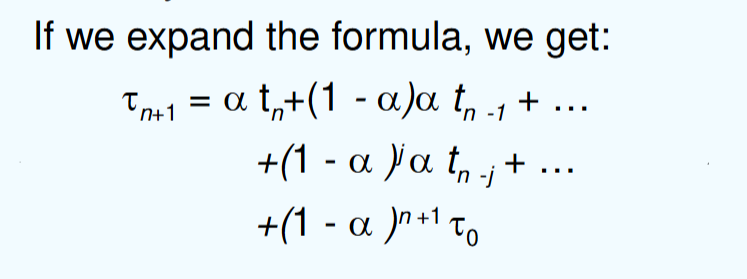 If we expand the formula, we get:
τₙ₊₁ = α tₙ+(1 - α)α tₙ ₋₁ + ...
+(1 - α )ʲα tₙ ₋ⱼ + ...
+(1 - α )ⁿ ⁺¹ τ₀